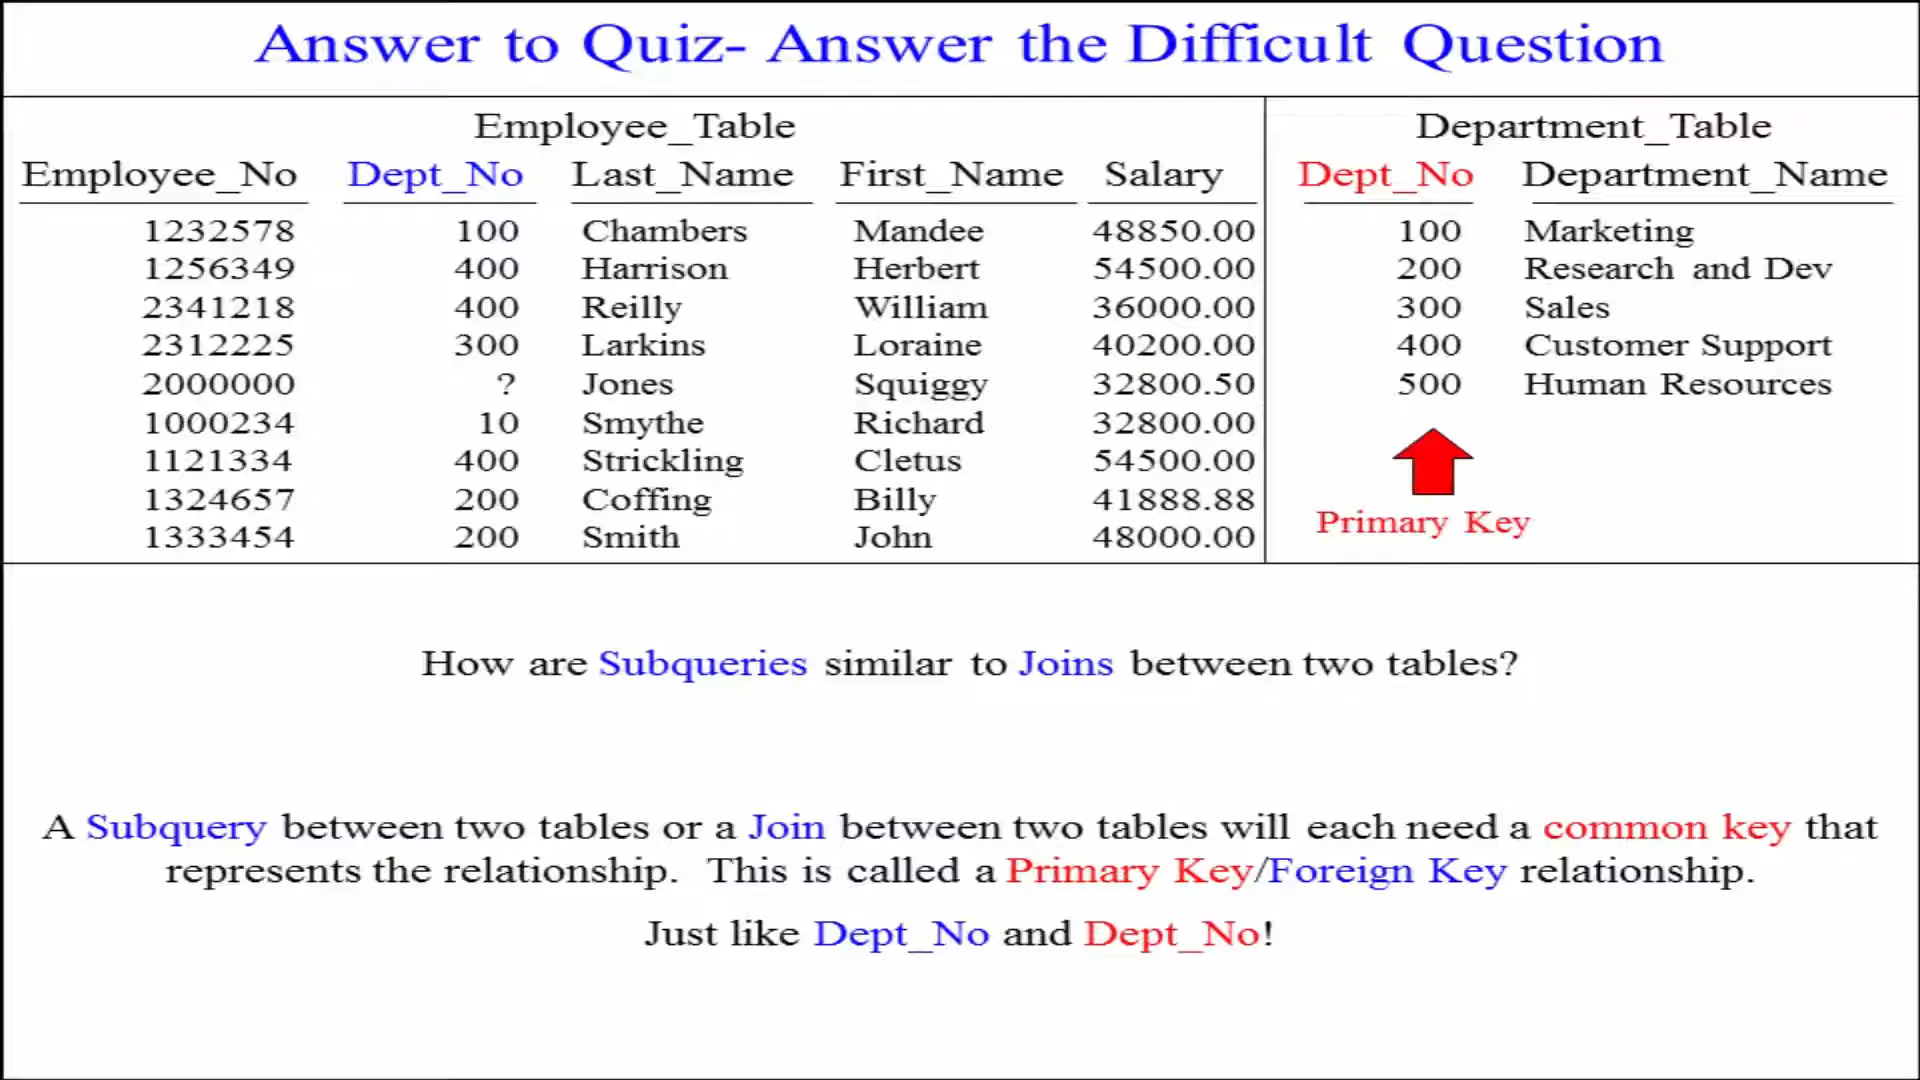 Answer to Quiz- Answer the Difficult Question
Employee_Table Department_Table
Employee_No Dept_No Last_Name First_Name Salary Dept_No Department_Name
1232578 100 Chambers Mandee 48850.00 100 Marketing
1256349 400 Harrison Herbert 54500.00 200 Research and Dev
2341218 400 Reilly William 36000.00 300 Sales
2312225 300 Larkins Loraine 40200.00 400 Customer Support
2000000 ? Jones Squiggy 32800.50 500 Human Resources
1000234 10 Smythe Richard 32800.00
1121334 400 Strickling Cletus 54500.00
1324657 200 Coffing Billy 41888.88
1333454 200 Smith John 48000.00
Primary Key
How are Subqueries similar to Joins between two tables?
A Subquery between two tables or a Join between two tables will each need a common key that
represents the relationship. This is called a Primary Key/Foreign Key relationship.
Just like Dept_No and Dept_No!